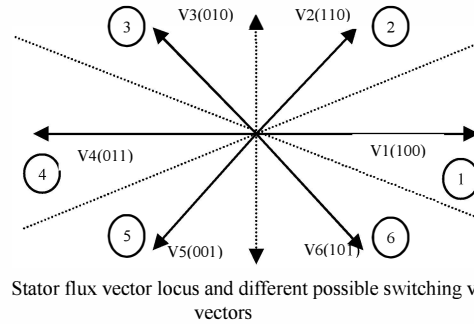 3
V3(010)
V2(110)
2
V4(011)
V1(100)
4
1
5
V5(001)
V6(101)
6
Stator flux vector locus and different possible switching v
vectors